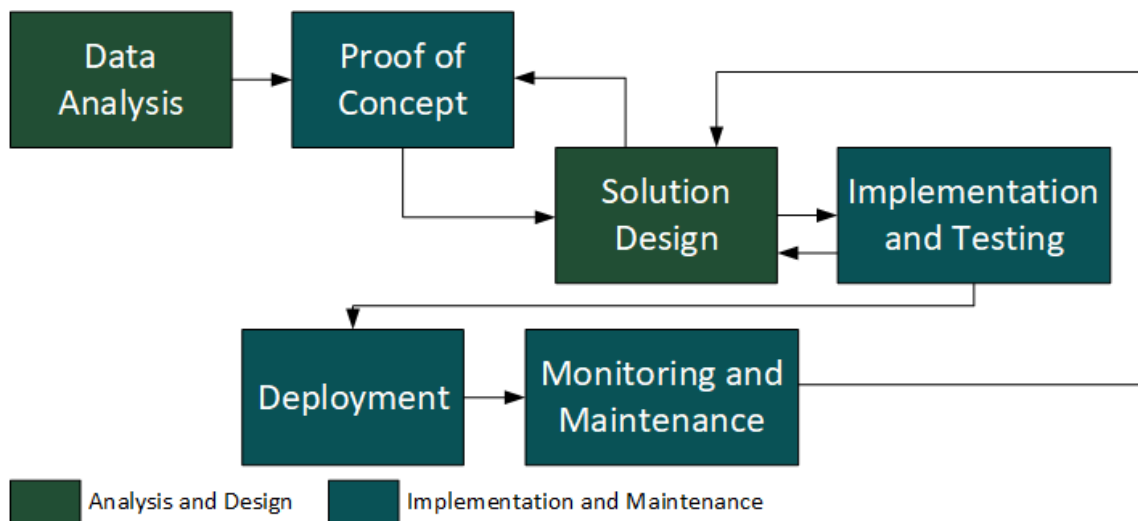 Data
Analysis
Proof of
Concept
Solution
Design
Implementation
and Testing
Deployment
Monitoring and
Maintenance
Analysis and Design
Implementation and Maintenance